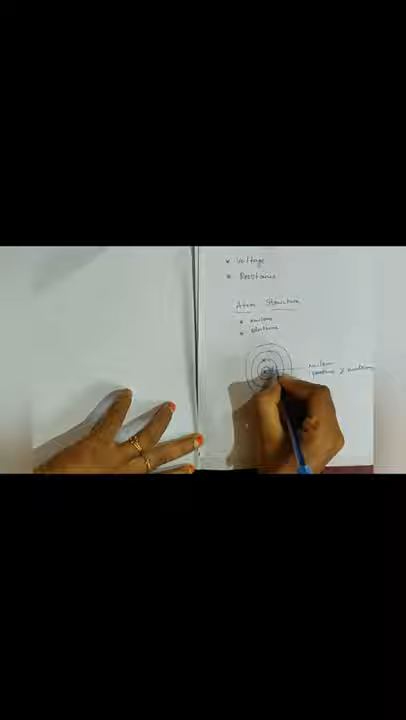 * Voltage
* Resistance
Atom Structure
* nucleus
* electrons
nucleus
protons & neutrons